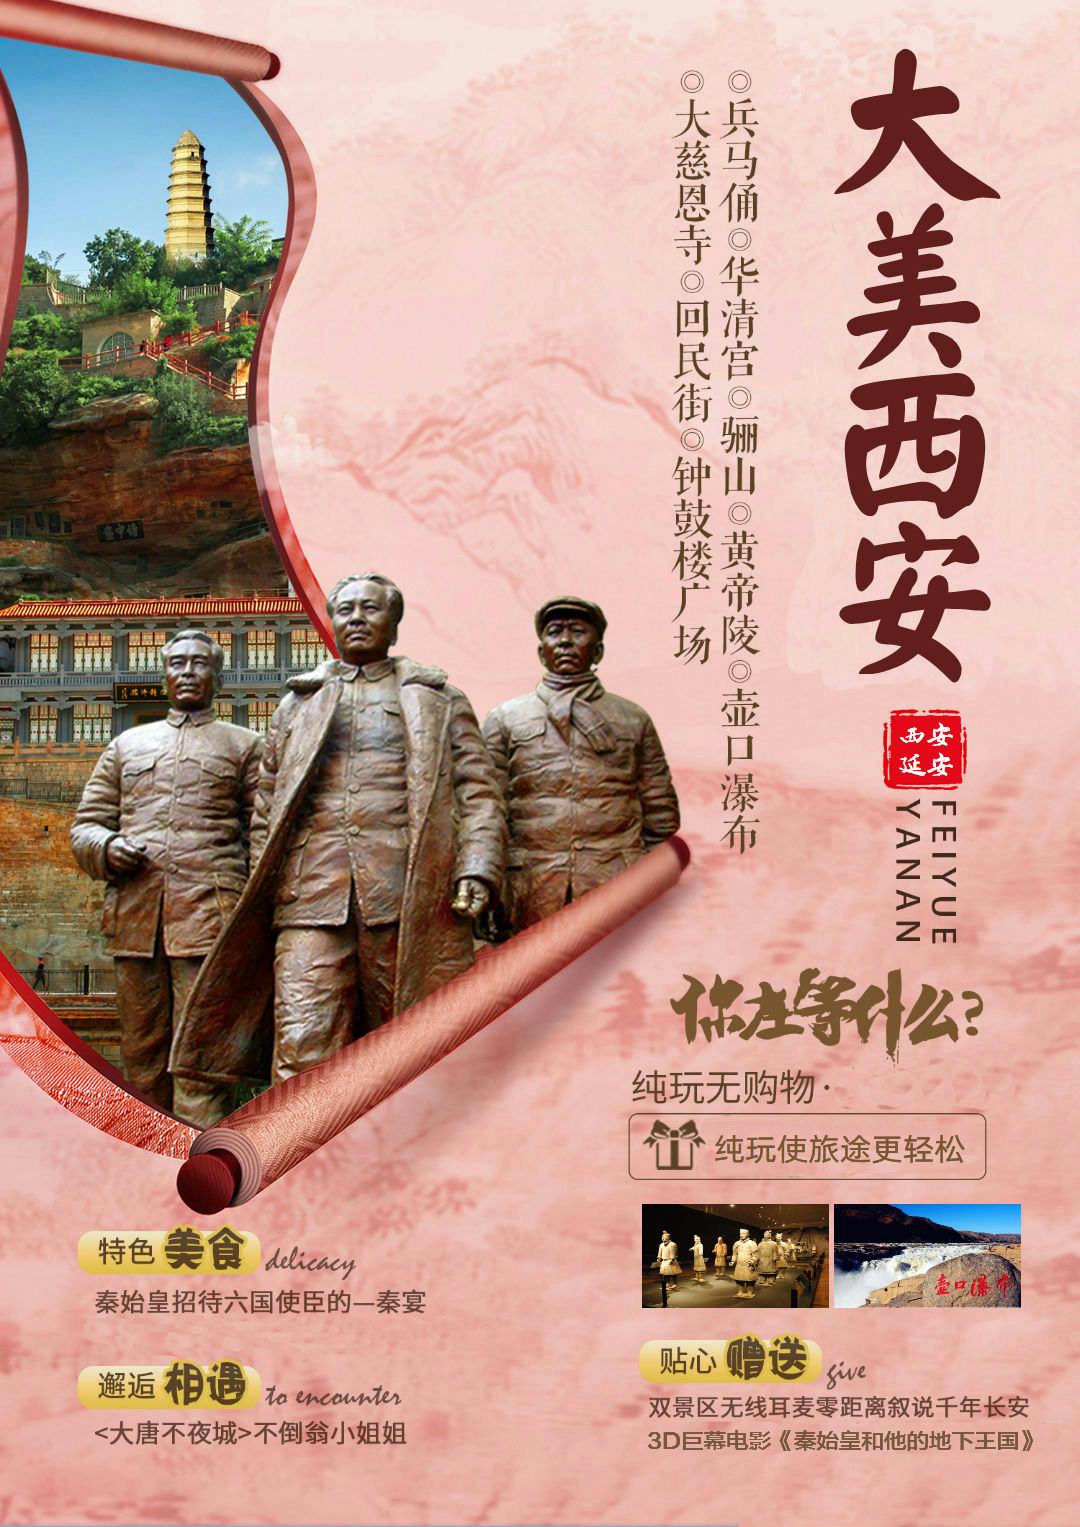 大美西安
西安
延安
FEIYUE
YANAN
◎兵马俑◎华清宫◎骊山◎黄帝陵◎壶口瀑布
◎大慈恩寺◎回民街◎钟鼓楼广场
你在等什么?
纯玩无购物·
纯玩使旅途更轻松
壶口瀑布
特色美食 delicacy
秦始皇招待六国使臣的—秦宴
邂逅相遇 to encounter
<大唐不夜城>不倒翁小姐姐
贴心赠送 give
双景区无线耳麦零距离叙说千年长安
3D巨幕电影《秦始皇和他的地下王国》